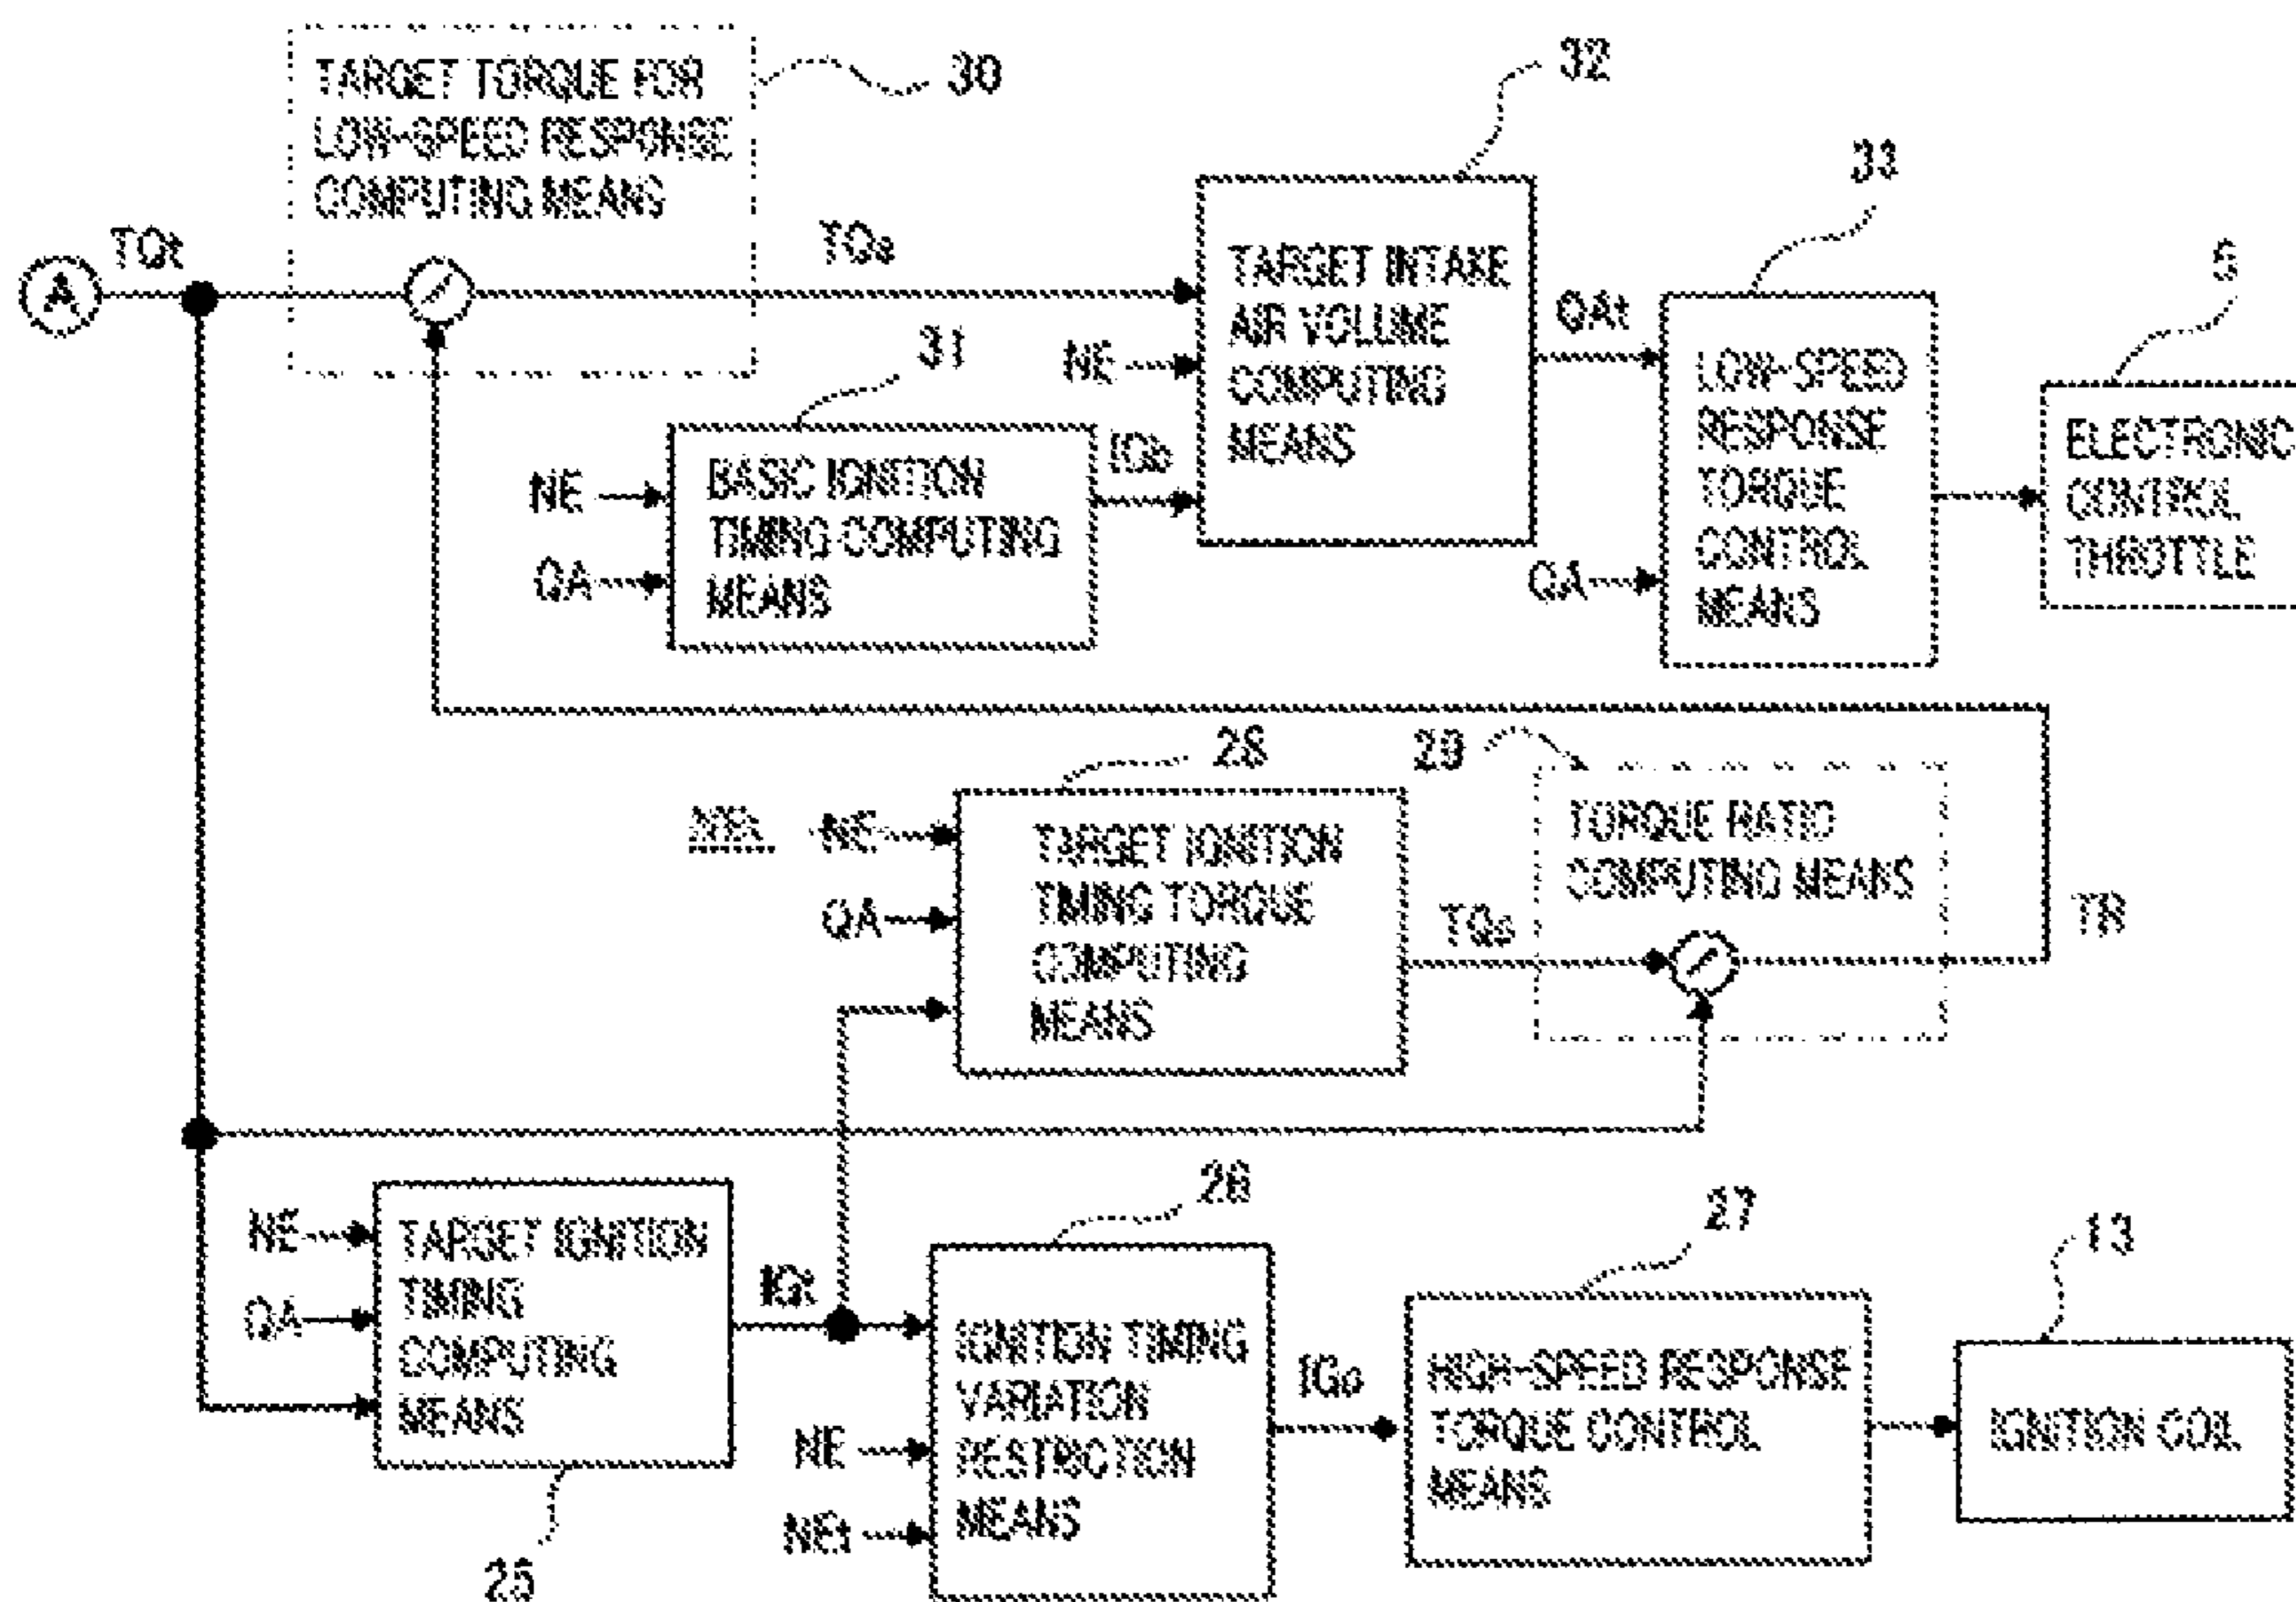 TARGET TORQUE FOR
LOW-SPEED RESPONSE
COMPUTING MEANS
30
32
33
5
A
TQt
TQs
TARGET INTAKE
AIR VOLUME
COMPUTING
MEANS
NE
QAt
LOW-SPEED
RESPONSE
TORQUE
CONTROL
MEANS
QA
ELECTRONIC
CONTROL
THROTTLE
31
NE
QA
BASIC IGNITION
TIMING COMPUTING
MEANS
IGb
28
29
NE
QA
TARGET IGNITION
TIMING TORQUE
COMPUTING
MEANS
TORQUE RATIO
COMPUTING MEANS
TR
NE
QA
TARGET IGNITION
TIMING
COMPUTING
MEANS
25
IGt
26
NE
NEt
IGNITION TIMING
VARIATION
RESTRICTION
MEANS
IGo
27
HIGH-SPEED RESPONSE
TORQUE CONTROL
MEANS
13
IGNITION COIL